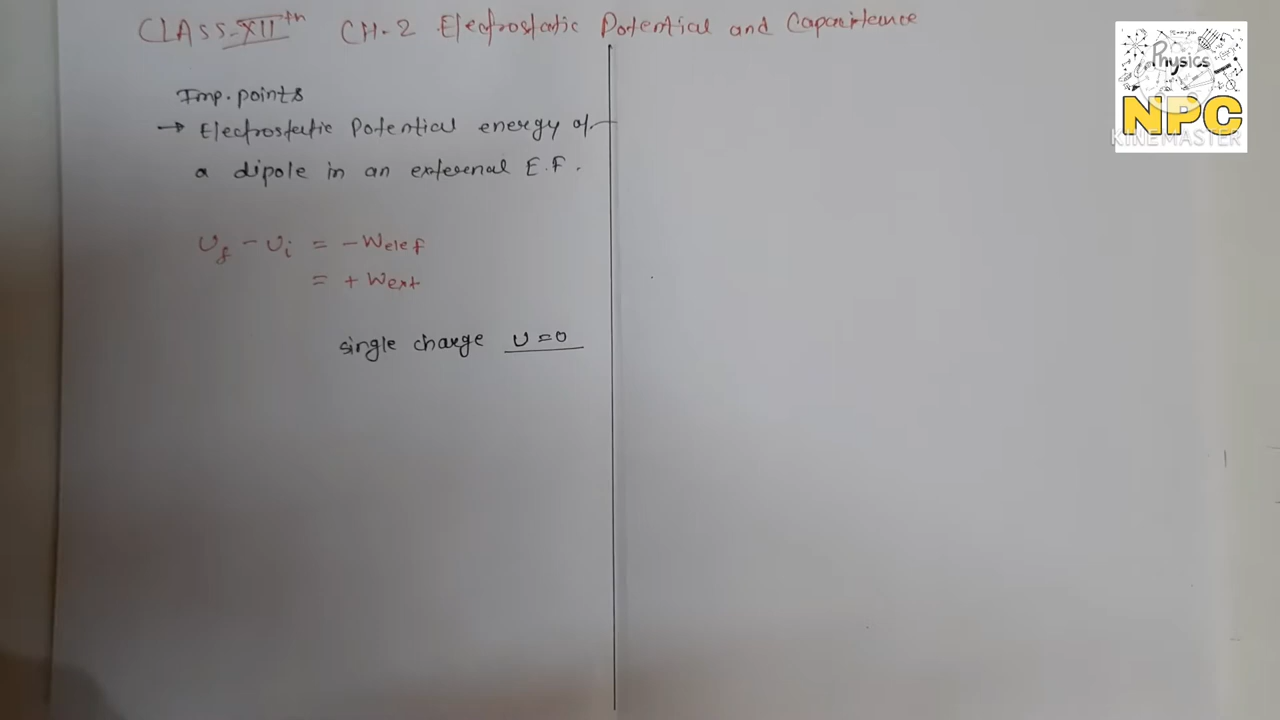 CLASS-XIIth CH-2 Electrostatic Potential and Capacitance
Physics
NPC
KINEMASTER
Imp. points
→ Electrostatic Potential energy of
a dipole in an external E.F.
Uf - Ui = - Welef
= + Wext
single charge U = 0